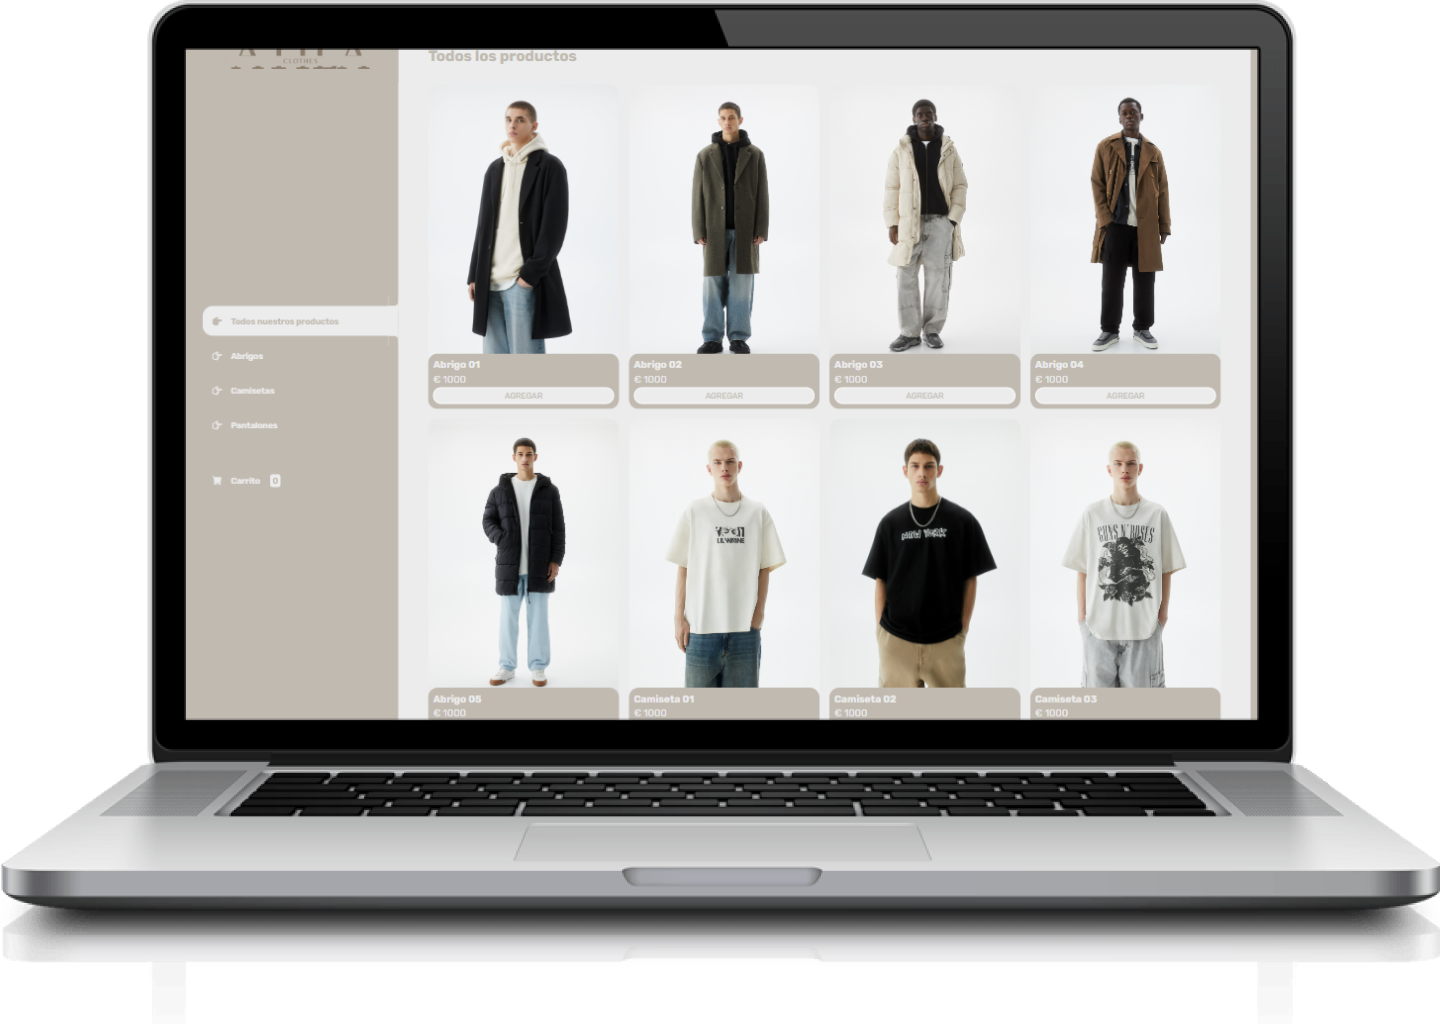 CLOTHES
Todos nuestros productos
Abrigos
Camisetas
Pantalones
Carrito 0
Todos los productos
Abrigo 01
€ 1000
AGREGAR
Abrigo 02
€ 1000
AGREGAR
Abrigo 03
€ 1000
AGREGAR
Abrigo 04
€ 1000
AGREGAR
LIL WAYNE
NEW YORK
GUNS N' ROSES
Abrigo 05
€ 1000
Camiseta 01
€ 1000
Camiseta 02
€ 1000
Camiseta 03
€ 1000